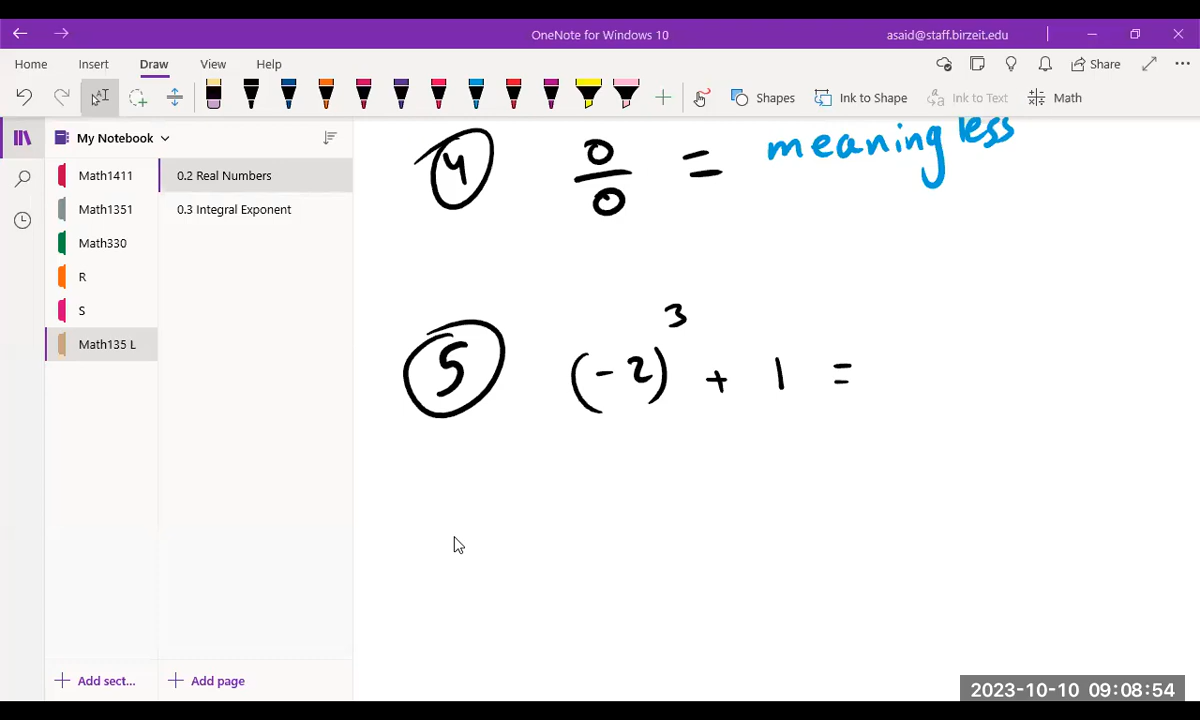 OneNote for Windows 10
asaid@staff.birzeit.edu
Home Insert Draw View Help
Share
Shapes
Ink to Shape
Ink to Text
Math
My Notebook
Math1411
Math1351
Math330
R
S
Math135 L
0.2 Real Numbers
0.3 Integral Exponent
4 0/0 = meaningless
5 (-2)³ + 1 =
+ Add sect...
+ Add page
2023-10-10 09:08:54